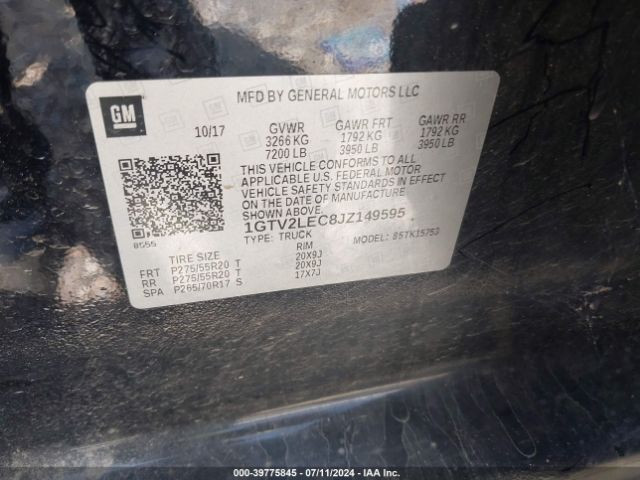 MFD BY GENERAL MOTORS LLC
GM
10/17 GVWR GAWR FRT GAWR RR
3266 KG 1792 KG 1792 KG
7200 LB 3950 LB 3950 LB
THIS VEHICLE CONFORMS TO ALL
APPLICABLE U.S. FEDERAL MOTOR
VEHICLE SAFETY STANDARDS IN EFFECT
ON THE DATE OF MANUFACTURE
SHOWN ABOVE.
1GTV2LEC8JZ149595
TYPE: TRUCK MODEL:
TIRE SIZE RIM
FRT P275/55R20 T 20X9J
RR P275/55R20 T 20X9J
SPA P265/70R17 S 17X7J
000-39775845 - 07/11/2024 - IAA Inc.